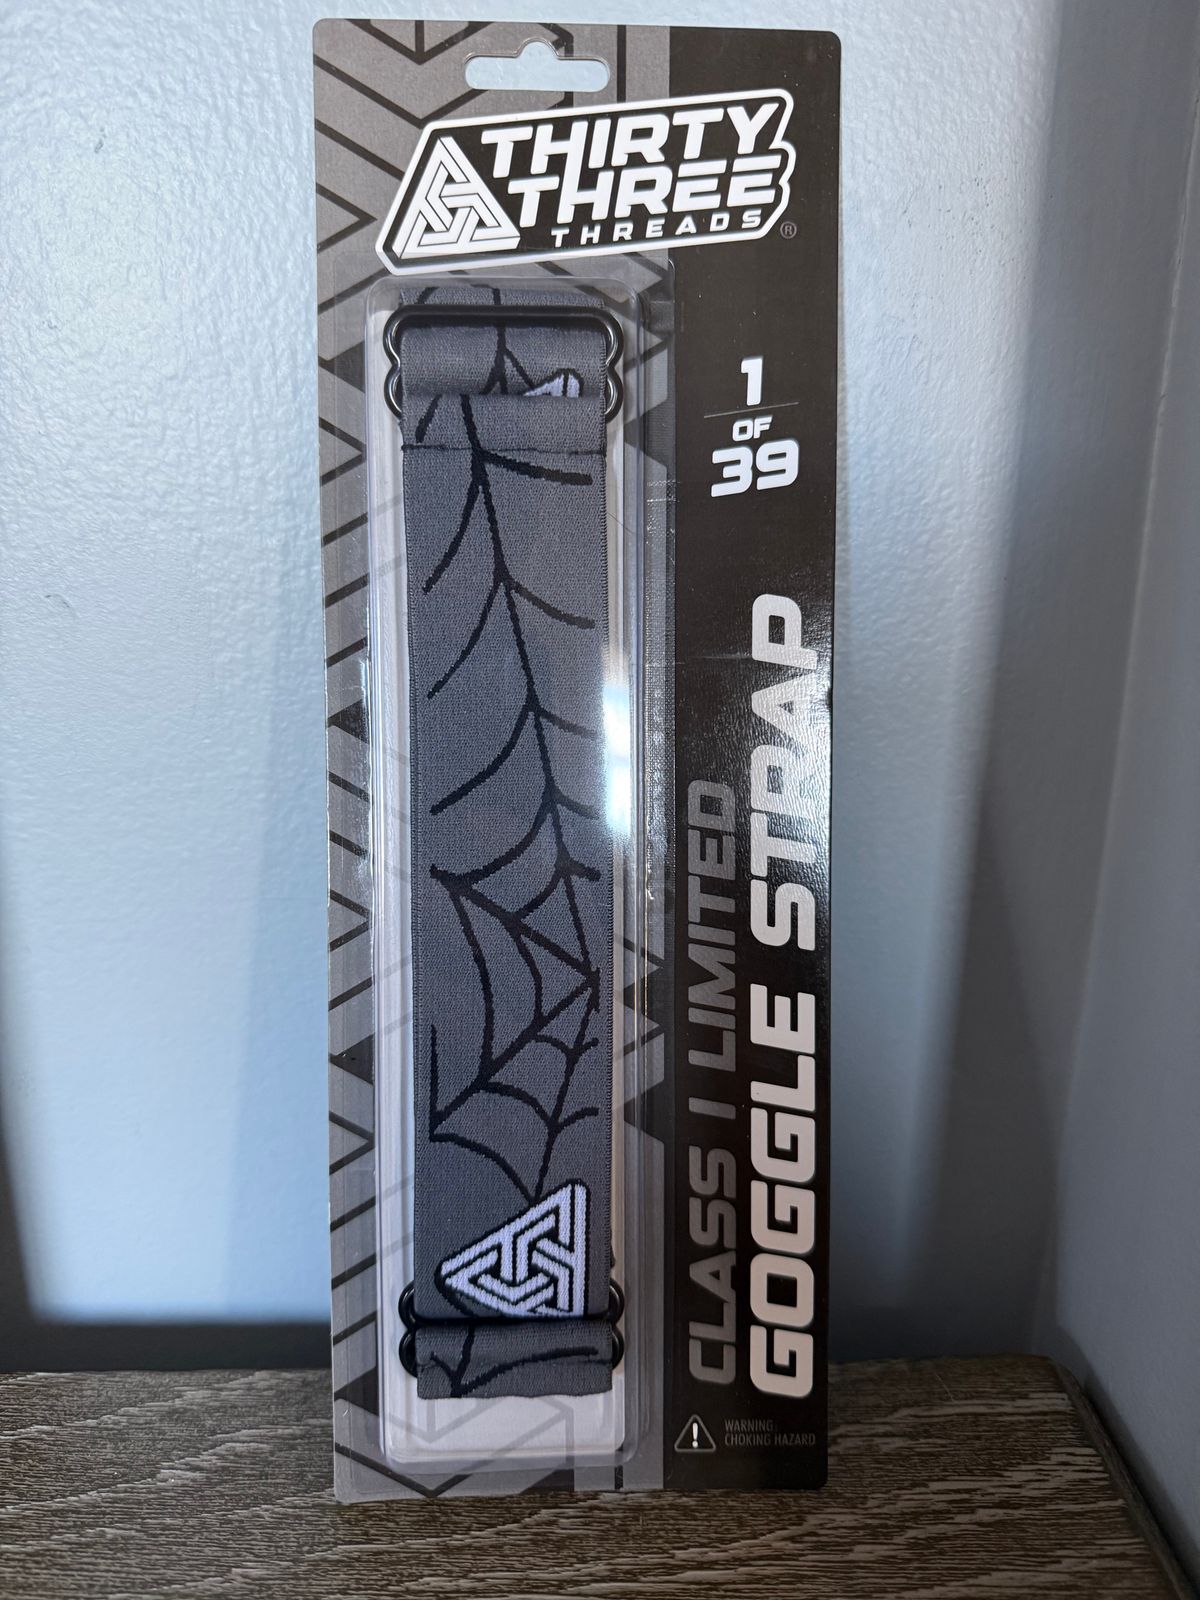 THIRTY
THREE
THREADS®
1
OF
39
CLASS I LIMITED
GOGGLE STRAP
WARNING:
CHOKING HAZARD